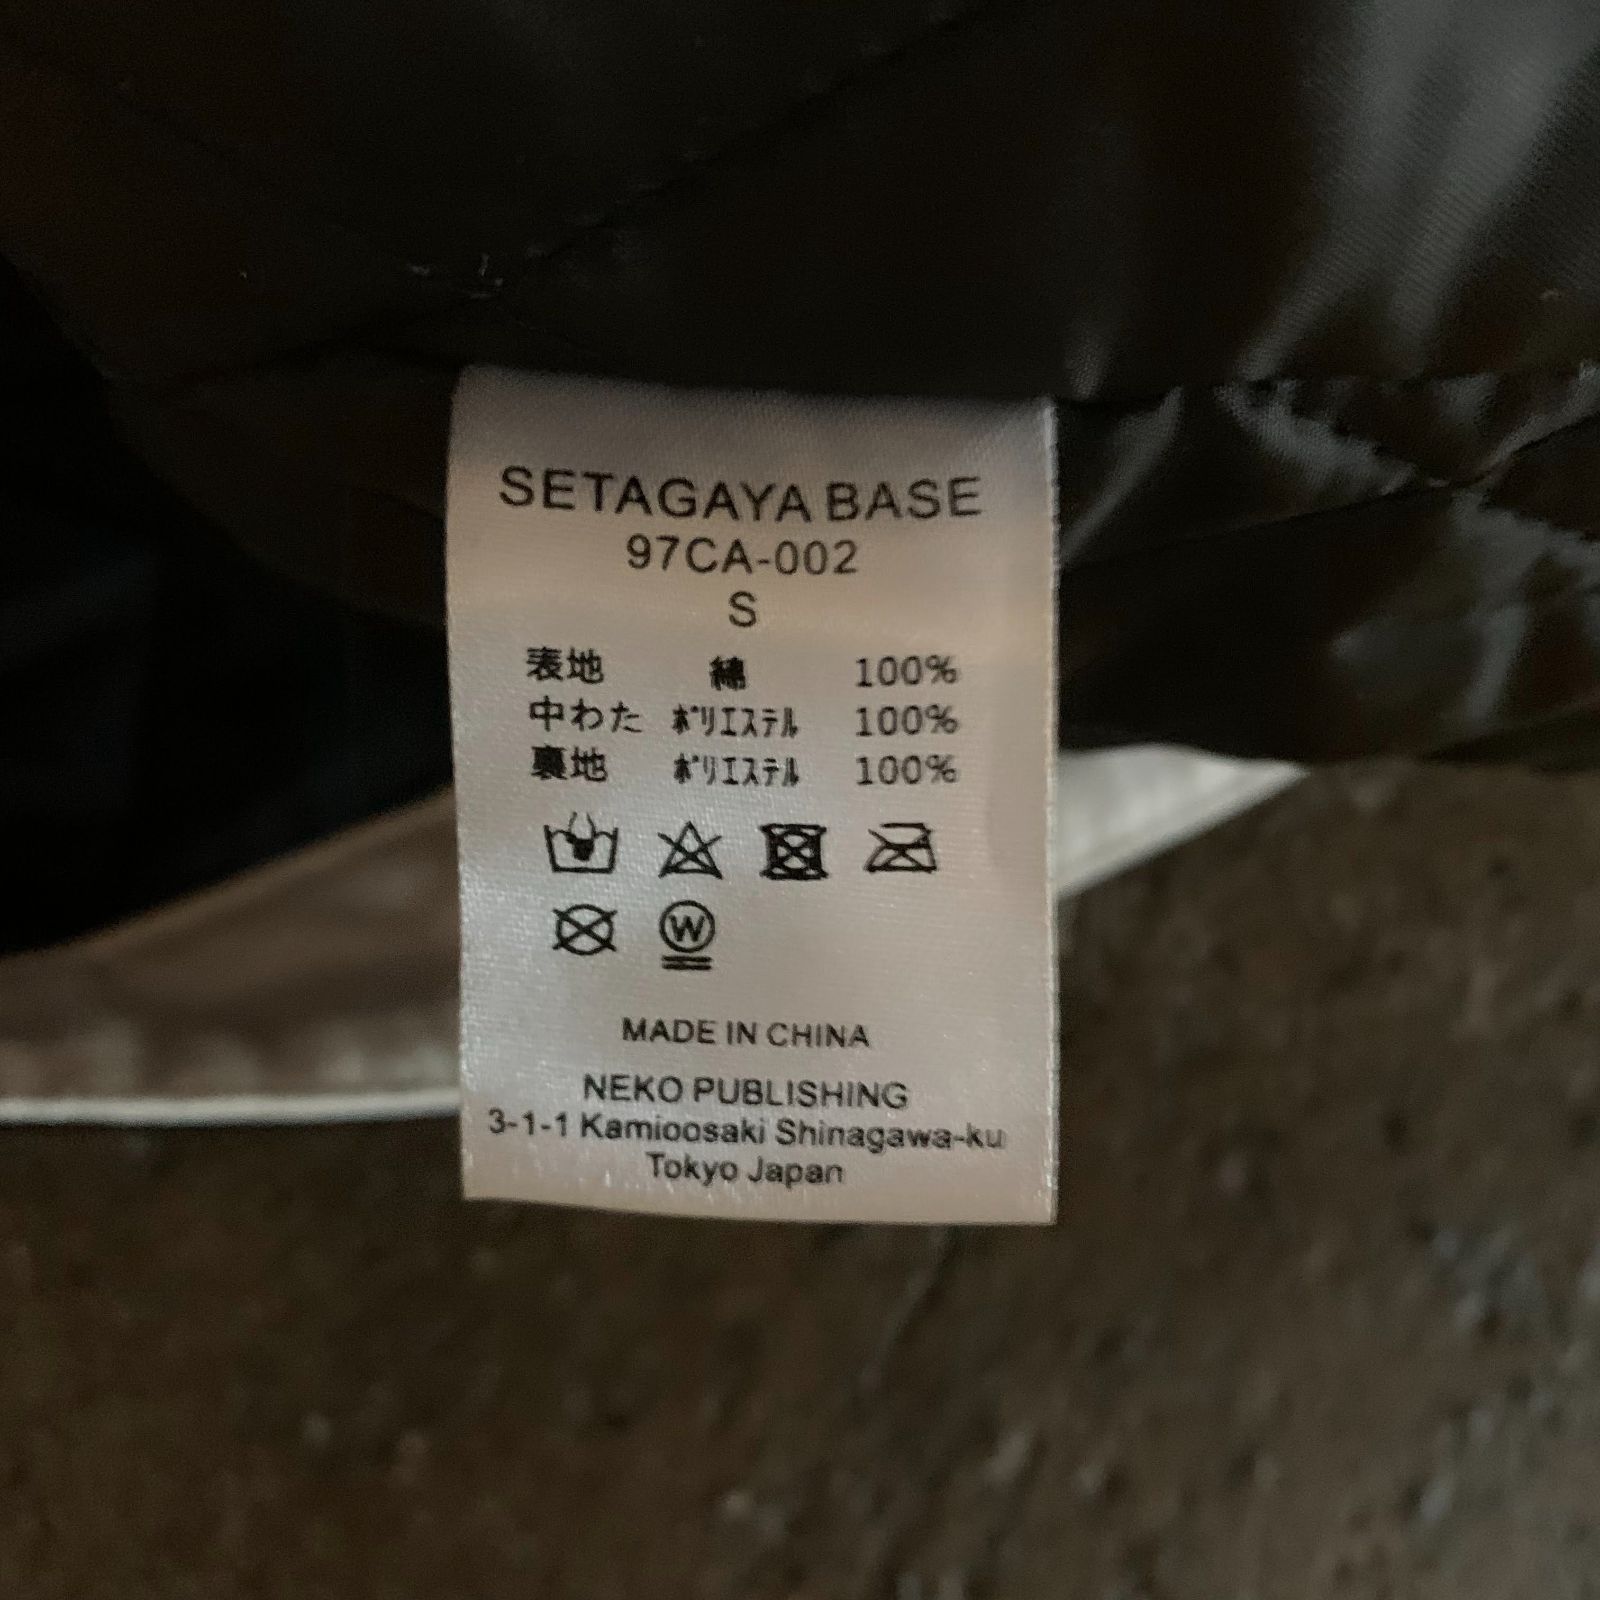 SETAGAYA BASE
97CA-002
S
表地 綿 100%
中わた ﾎﾟﾘｴｽﾃﾙ 100%
裏地 ﾎﾟﾘｴｽﾃﾙ 100%
W
MADE IN CHINA
NEKO PUBLISHING
3-1-1 Kamioosaki Shinagawa-ku
Tokyo Japan